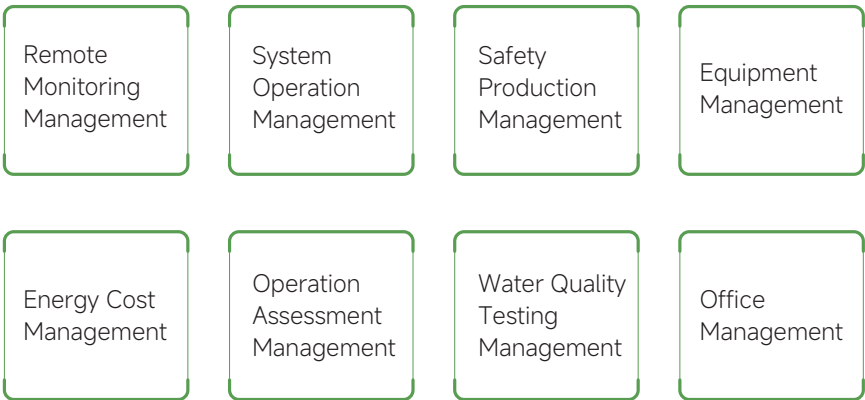 Remote
Monitoring
Management
System
Operation
Management
Safety
Production
Management
Equipment
Management
Energy Cost
Management
Operation
Assessment
Management
Water Quality
Testing
Management
Office
Management